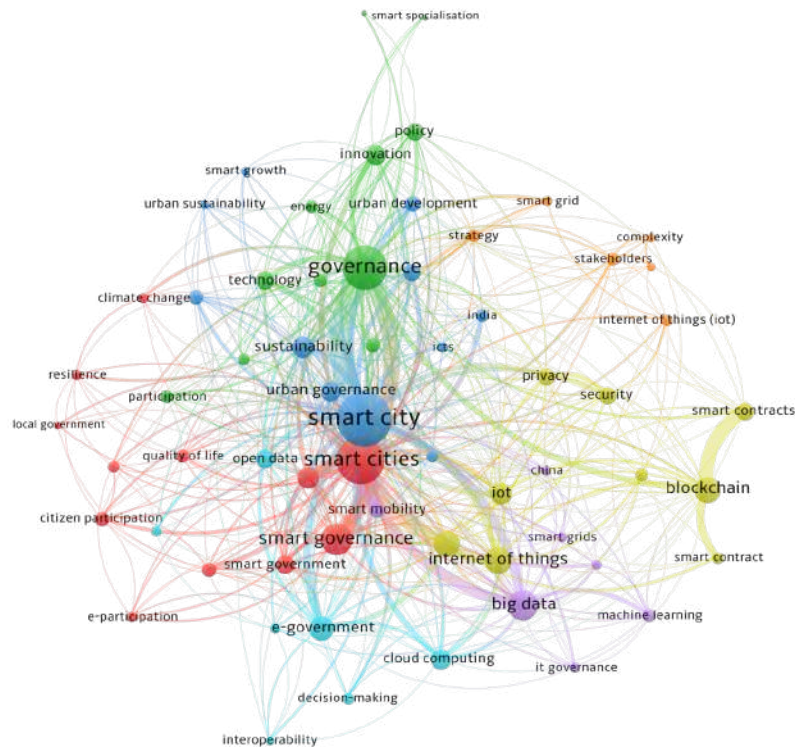 smart specialisation
policy
innovation
smart growth
urban sustainability
energy
urban development
smart grid
strategy
complexity
stakeholders
governance
technology
climate change
india
internet of things (iot)
sustainability
icts
resilience
urban governance
privacy
participation
security
smart contracts
smart city
local government
quality of life
open data
smart cities
china
blockchain
iot
smart mobility
citizen participation
smart governance
smart grids
internet of things
smart contract
smart government
big data
e-participation
machine learning
e-government
cloud computing
it governance
decision-making
interoperability